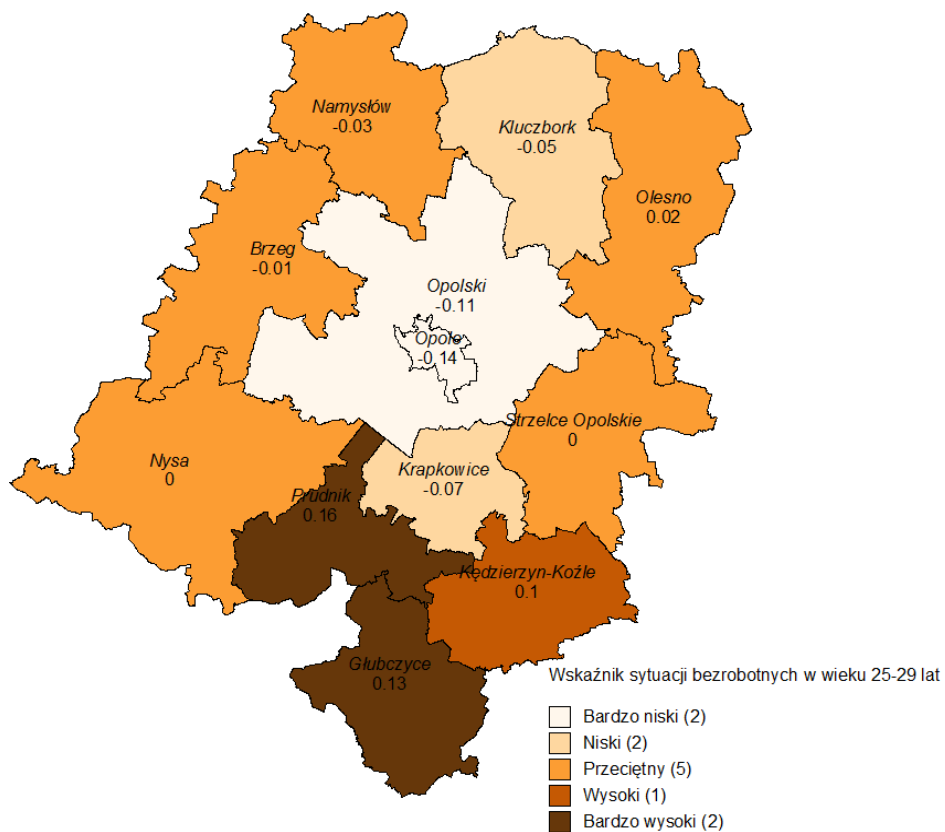 Namysłów
-0.03
Kluczbork
-0.05
Olesno
0.02
Brzeg
-0.01
Opolski
-0.11
Opole
-0.14
Strzelce Opolskie
0
Nysa
0
Krapkowice
-0.07
Prudnik
0.16
Kędzierzyn-Koźle
0.1
Głubczyce
0.13
Wskaźnik sytuacji bezrobotnych w wieku 25-29 lat
Bardzo niski (2)
Niski (2)
Przeciętny (5)
Wysoki (1)
Bardzo wysoki (2)